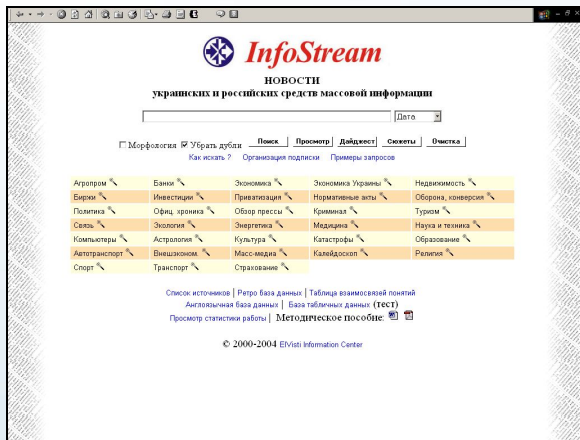 InfoStream
НОВОСТИ
украинских и российских средств массовой информации
Дата
Морфология Убрать дубли Поиск Просмотр Дайджест Сюжеты Очистка
Как искать ? Организация подписки Примеры запросов
Агропром Банки Экономика Экономика Украины Недвижимость
Биржи Инвестиции Приватизация Нормативные акты Оборона, конверсия
Политика Офиц. хроника Обзор прессы Криминал Туризм
Связь Экология Энергетика Медицина Наука и техника
Компьютеры Астрология Культура Катастрофы Образование
Автотранспорт Внешэконом. Масс-медиа Калейдоскоп Религия
Спорт Транспорт Страхование
Список источников | Ретро база данных | Таблица взаимосвязей понятий
Англоязычная база данных | База табличных данных (тест)
Просмотр статистики работы | Методическое пособие:
© 2000-2004 ElVisti Information Center